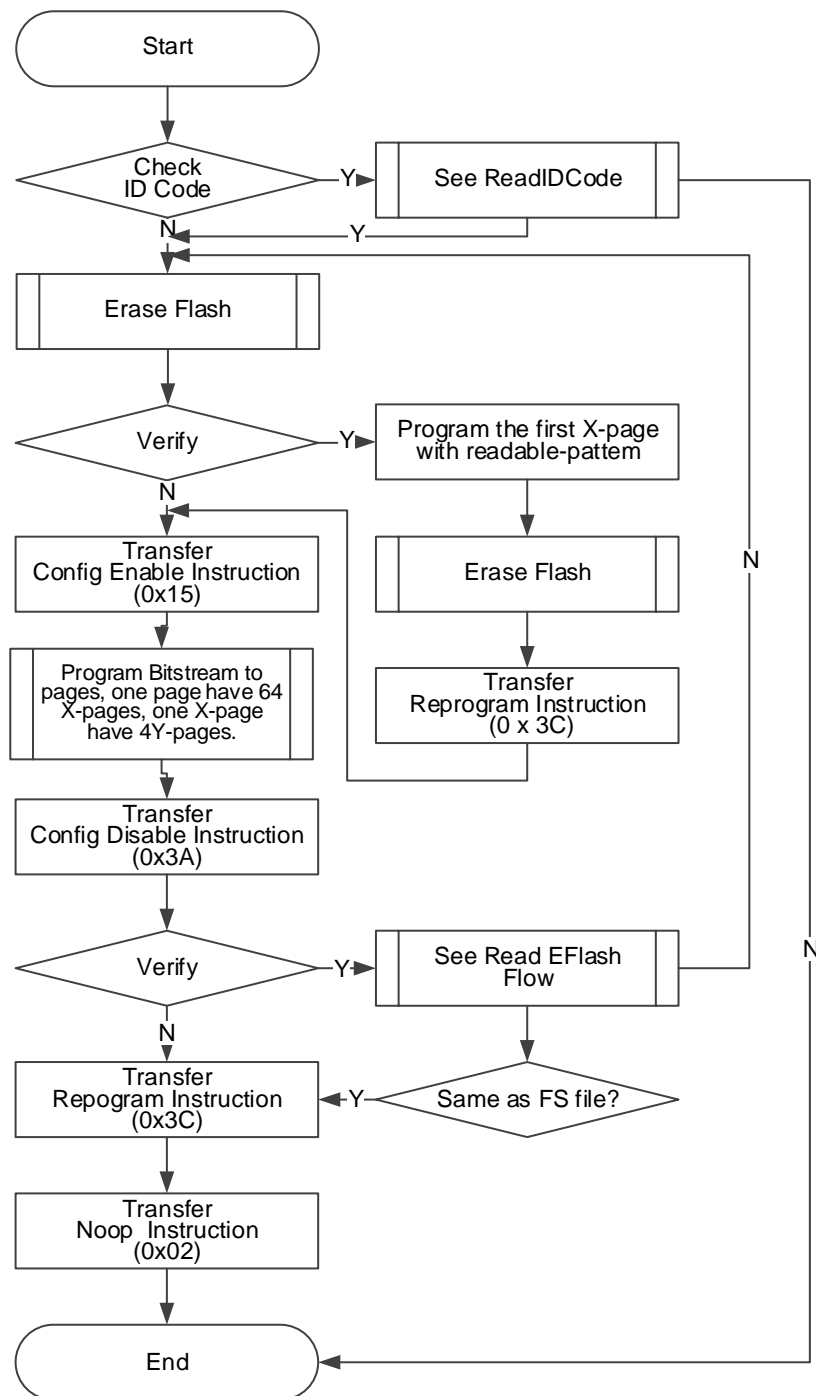 Start
Check
ID Code
Y
See ReadIDCode
N
Y
Erase Flash
Verify
Y
Program the first X-page
with readable-pattem
N
Transfer
Config Enable Instruction
(0x15)
Erase Flash
N
Program Bitstream to
pages, one page have 64
X-pages, one X-page
have 4Y-pages.
Transfer
Reprogram Instruction
(0 x 3C)
Transfer
Config Disable Instruction
(0x3A)
Verify
Y
See Read EFlash
Flow
N
N
Transfer
Repogram Instruction
(0x3C)
Y
Same as FS file?
Transfer
Noop Instruction
(0x02)
End